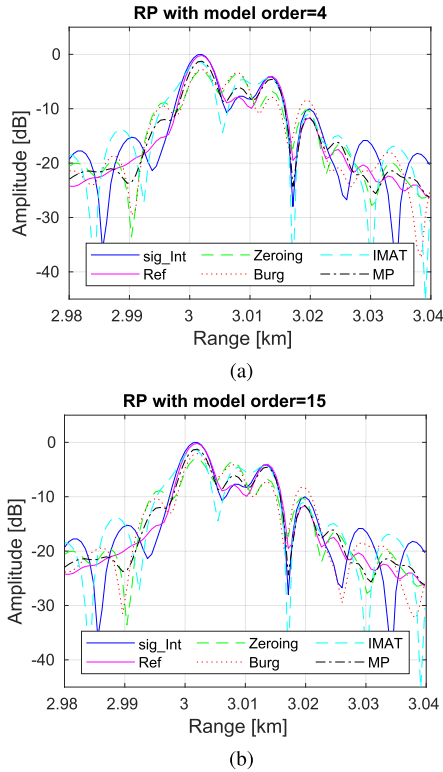 RP with model order=4
Amplitude [dB]
0
-10
-20
-30
-40
sig_Int Zeroing IMAT
Ref Burg MP
2.98 2.99 3 3.01 3.02 3.03 3.04
Range [km]
(a)
RP with model order=15
Amplitude [dB]
0
-10
-20
-30
-40
sig_Int Zeroing IMAT
Ref Burg MP
2.98 2.99 3 3.01 3.02 3.03 3.04
Range [km]
(b)